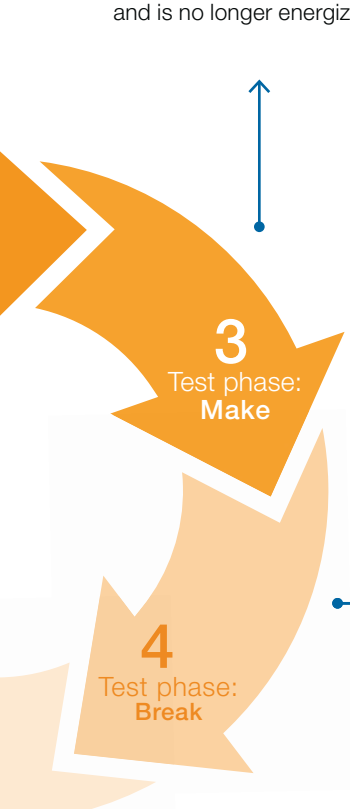 and is no longer energiz
3
Test phase:
Make
4
Test phase:
Break